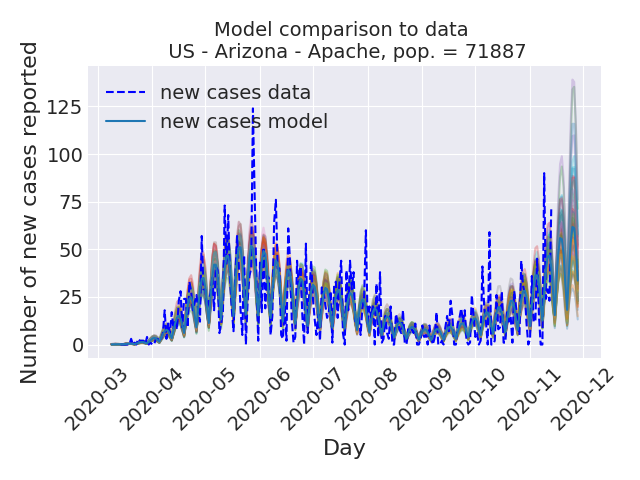 Model comparison to data
US - Arizona - Apache, pop. = 71887
Number of new cases reported
new cases data
new cases model
125
100
75
50
25
0
2020-03
2020-04
2020-05
2020-06
2020-07
2020-08
2020-09
2020-10
2020-11
2020-12
Day